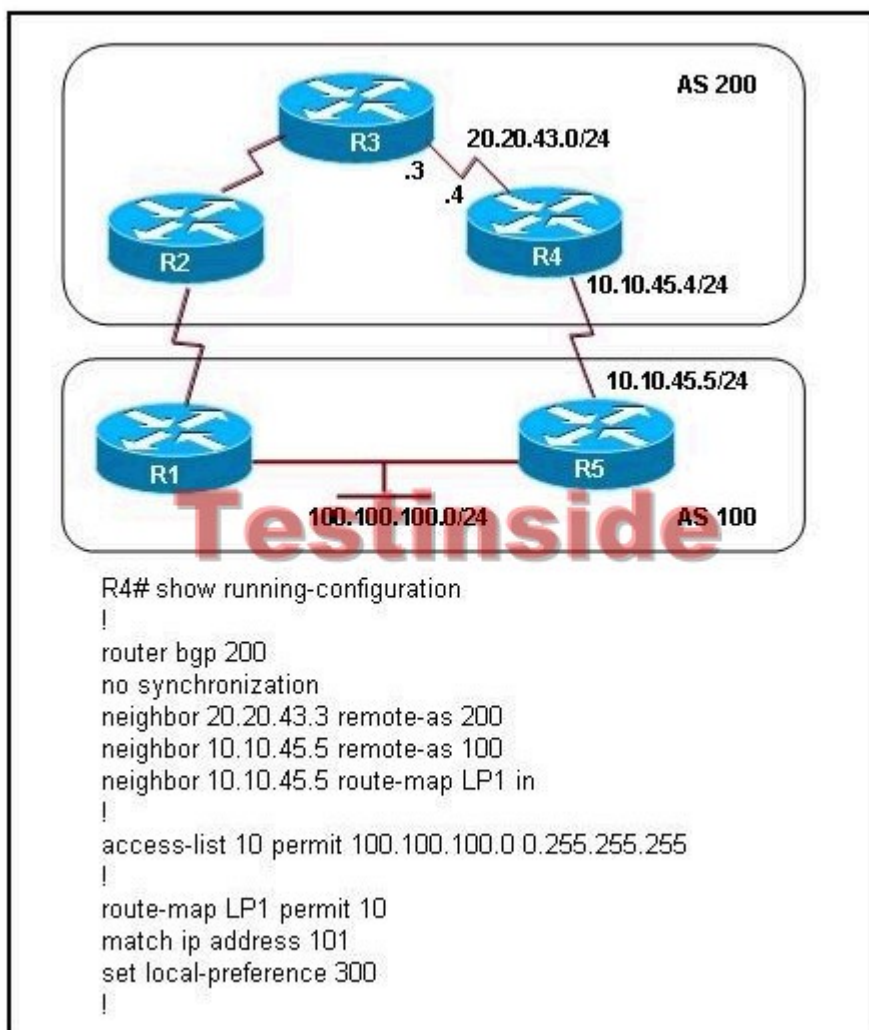 AS 200
R3
20.20.43.0/24
.3
.4
R2
R4
10.10.45.4/24
10.10.45.5/24
R1
R5
100.100.100.0/24
AS 100
Testinside
R4# show running-configuration
!
router bgp 200
no synchronization
neighbor 20.20.43.3 remote-as 200
neighbor 10.10.45.5 remote-as 100
neighbor 10.10.45.5 route-map LP1 in
!
access-list 10 permit 100.100.100.0 0.255.255.255
!
route-map LP1 permit 10
match ip address 101
set local-preference 300
!